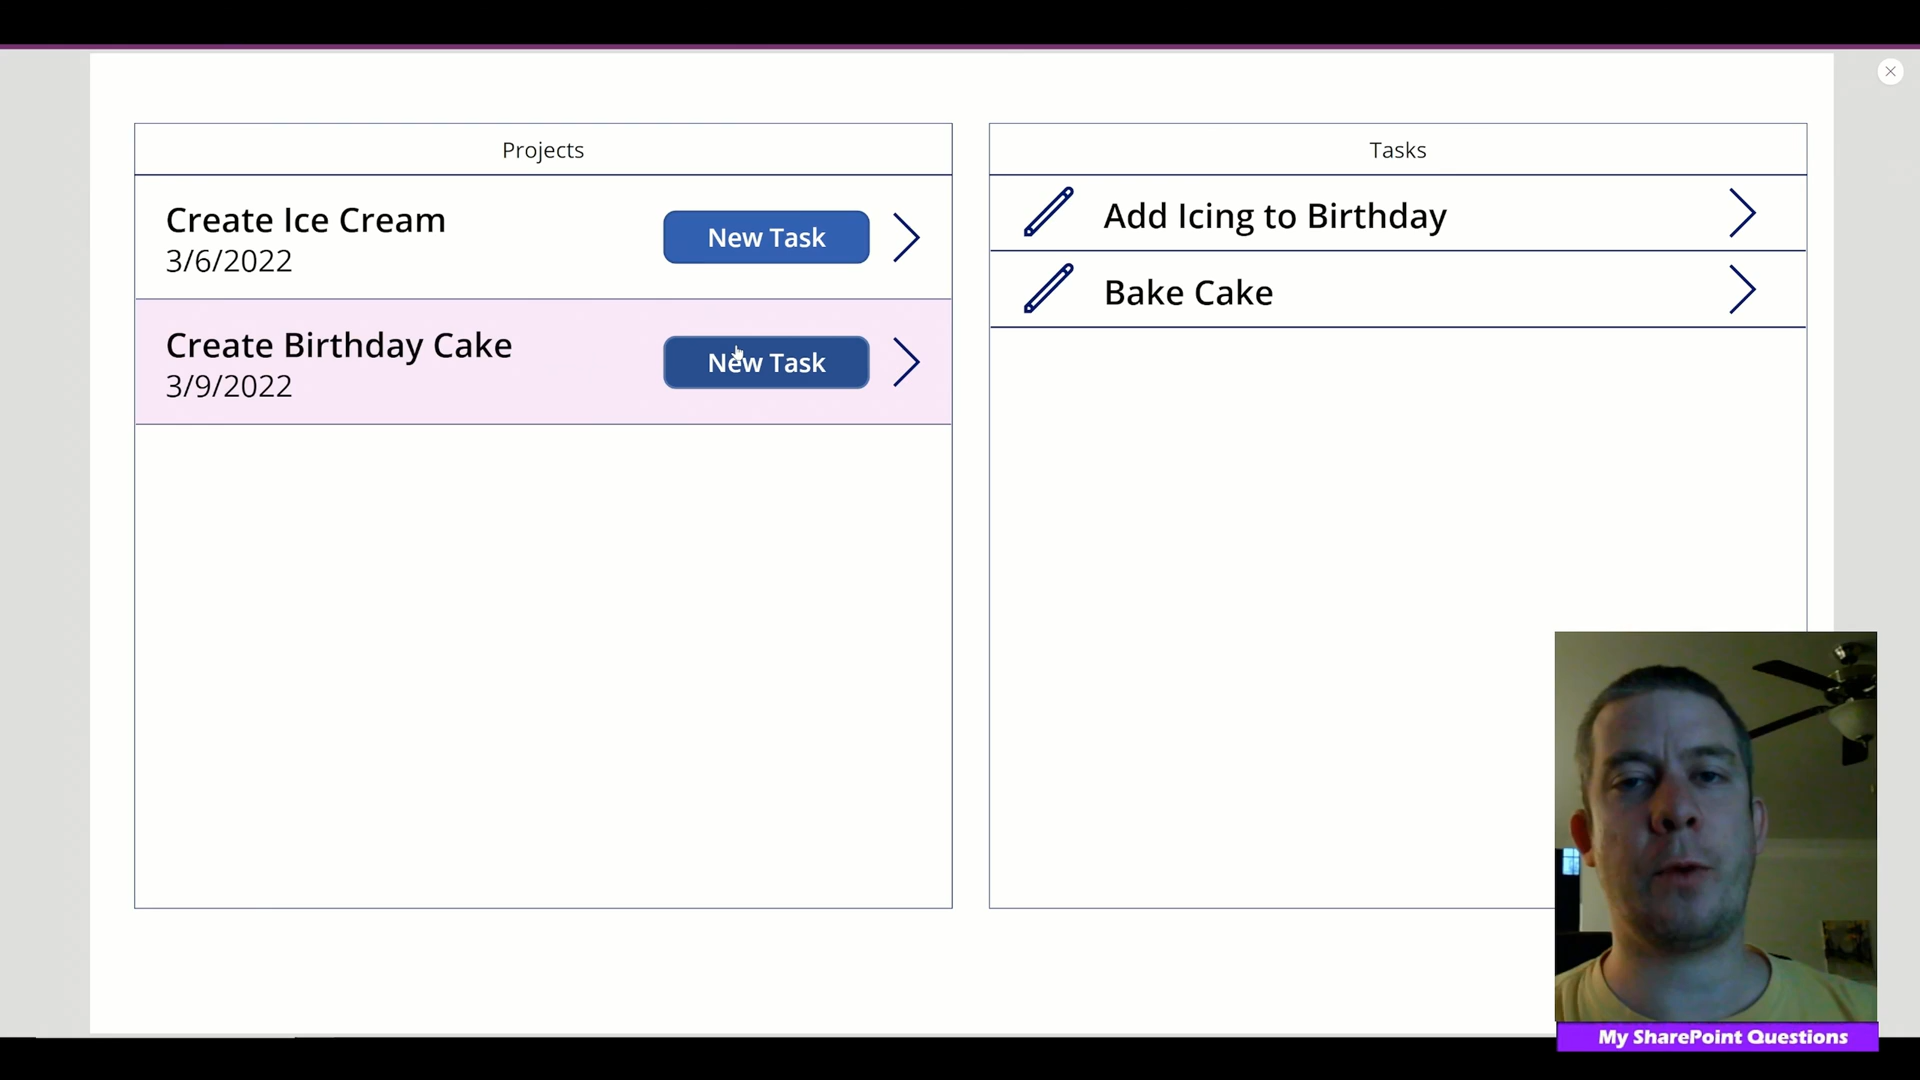 Projects
Create Ice Cream
3/6/2022
New Task
Create Birthday Cake
3/9/2022
New Task
Tasks
Add Icing to Birthday
Bake Cake
My SharePoint Questions